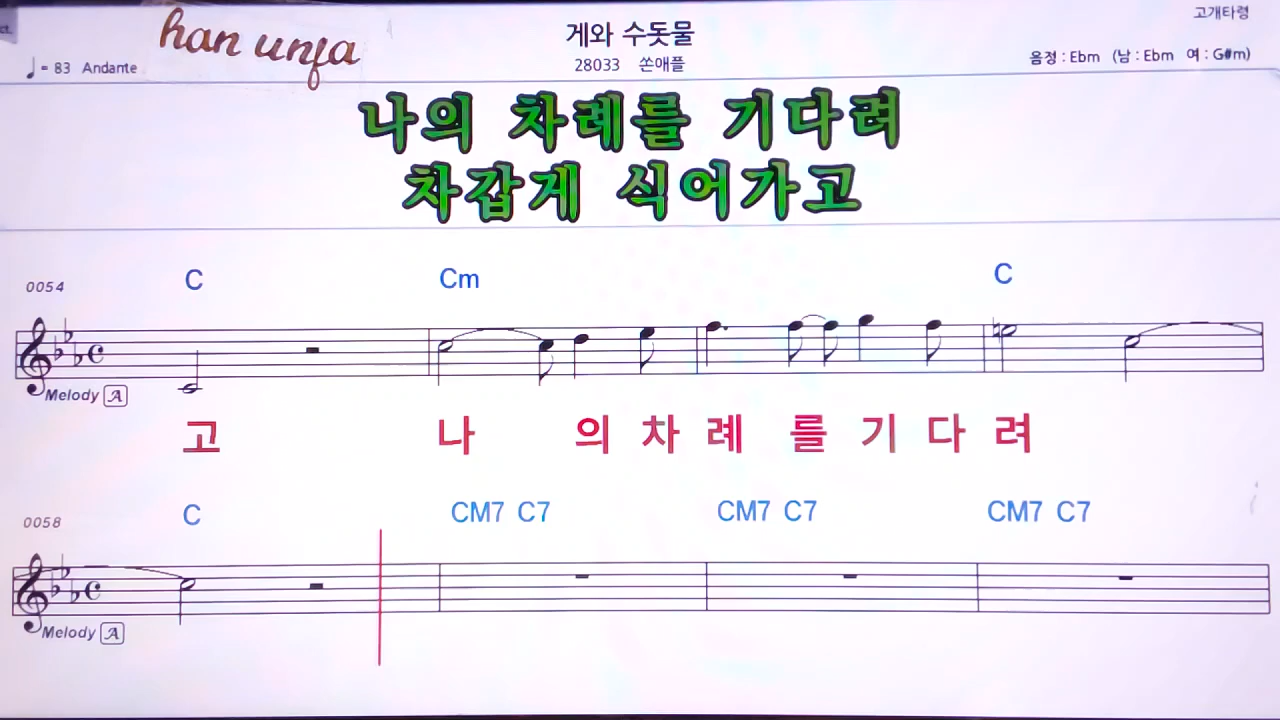 ct.
han unja
게와 수돗물
고개타령
♩= 83 Andante
28033 쏜애플
음정 : Ebm (남 : Ebm 여 : G#m)
나의 차례를 기다려
차갑게 식어가고
0054 C Cm C
Melody A
고 나 의 차 례 를 기 다 려
0058 C CM7 C7 CM7 C7 CM7 C7
Melody A